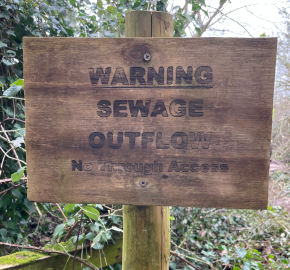 WARNING
SEWAGE
OUTFLOW
No Through Access